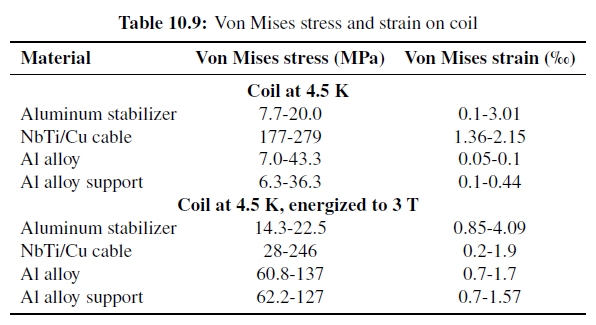 Table 10.9: Von Mises stress and strain on coil
Material Von Mises stress (MPa) Von Mises strain (‰)
Coil at 4.5 K
Aluminum stabilizer 7.7-20.0 0.1-3.01
NbTi/Cu cable 177-279 1.36-2.15
Al alloy 7.0-43.3 0.05-0.1
Al alloy support 6.3-36.3 0.1-0.44
Coil at 4.5 K, energized to 3 T
Aluminum stabilizer 14.3-22.5 0.85-4.09
NbTi/Cu cable 28-246 0.2-1.9
Al alloy 60.8-137 0.7-1.7
Al alloy support 62.2-127 0.7-1.57